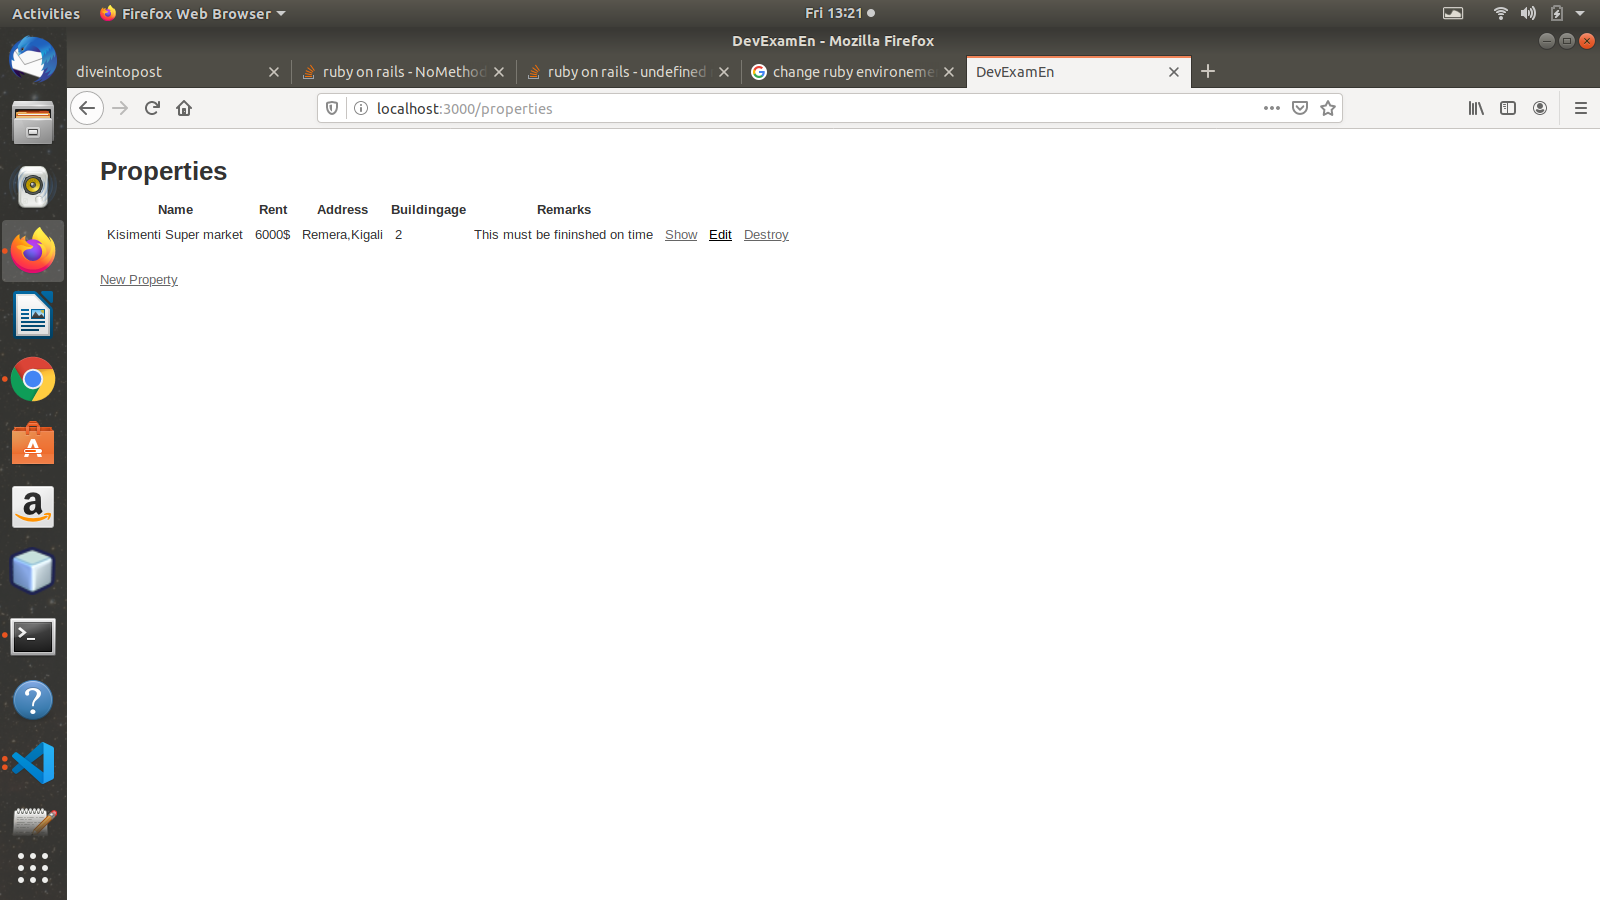 Activities Firefox Web Browser Fri 13:21
DevExamEn - Mozilla Firefox
diveintopost ruby on rails - NoMethod ruby on rails - undefined change ruby environeme DevExamEn
localhost:3000/properties
Properties
Name Rent Address Buildingage Remarks
Kisimenti Super market 6000$ Remera,Kigali 2 This must be fininshed on time Show Edit Destroy
New Property